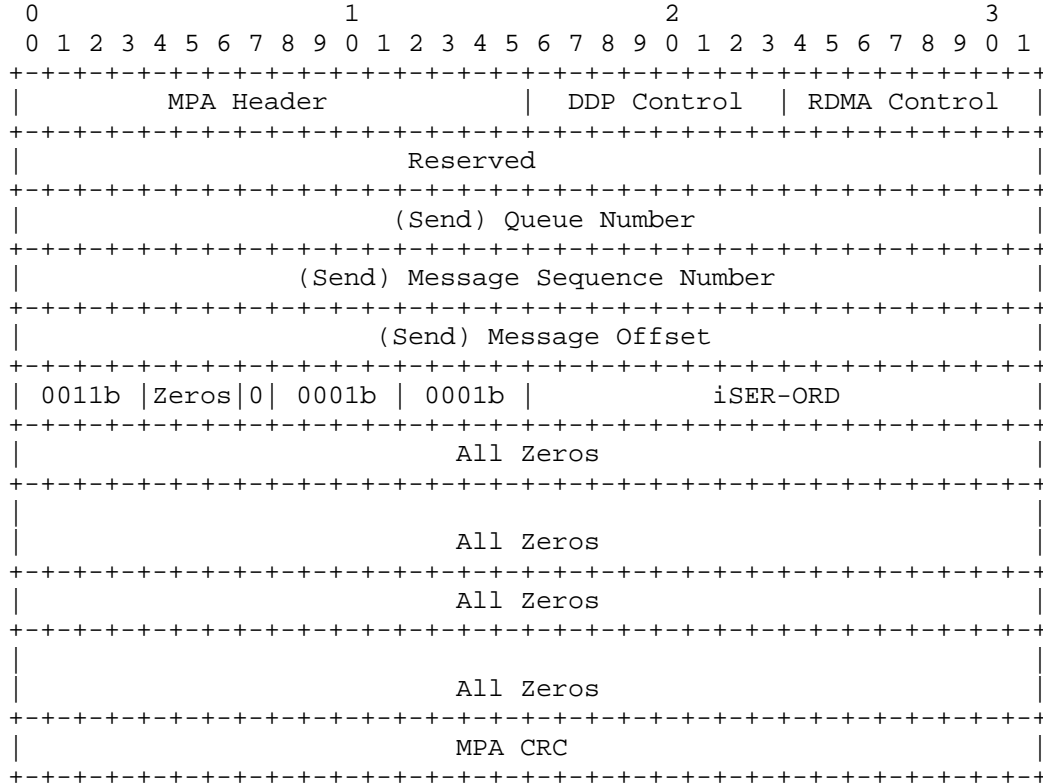 0                   1                   2                   3
 0 1 2 3 4 5 6 7 8 9 0 1 2 3 4 5 6 7 8 9 0 1 2 3 4 5 6 7 8 9 0 1
+-+-+-+-+-+-+-+-+-+-+-+-+-+-+-+-+-+-+-+-+-+-+-+-+-+-+-+-+-+-+-+-+
|         MPA Header            |  DDP Control  | RDMA Control  |
+-+-+-+-+-+-+-+-+-+-+-+-+-+-+-+-+-+-+-+-+-+-+-+-+-+-+-+-+-+-+-+-+
|                        Reserved                               |
+-+-+-+-+-+-+-+-+-+-+-+-+-+-+-+-+-+-+-+-+-+-+-+-+-+-+-+-+-+-+-+-+
|                       (Send) Queue Number                     |
+-+-+-+-+-+-+-+-+-+-+-+-+-+-+-+-+-+-+-+-+-+-+-+-+-+-+-+-+-+-+-+-+
|                 (Send) Message Sequence Number                |
+-+-+-+-+-+-+-+-+-+-+-+-+-+-+-+-+-+-+-+-+-+-+-+-+-+-+-+-+-+-+-+-+
|                      (Send) Message Offset                    |
+-+-+-+-+-+-+-+-+-+-+-+-+-+-+-+-+-+-+-+-+-+-+-+-+-+-+-+-+-+-+-+-+
| 0011b |Zeros|0| 0001b | 0001b |           iSER-ORD            |
+-+-+-+-+-+-+-+-+-+-+-+-+-+-+-+-+-+-+-+-+-+-+-+-+-+-+-+-+-+-+-+-+
|                           All Zeros                           |
+-+-+-+-+-+-+-+-+-+-+-+-+-+-+-+-+-+-+-+-+-+-+-+-+-+-+-+-+-+-+-+-+
|                                                               |
|                           All Zeros                           |
+-+-+-+-+-+-+-+-+-+-+-+-+-+-+-+-+-+-+-+-+-+-+-+-+-+-+-+-+-+-+-+-+
|                           All Zeros                           |
+-+-+-+-+-+-+-+-+-+-+-+-+-+-+-+-+-+-+-+-+-+-+-+-+-+-+-+-+-+-+-+-+
|                                                               |
|                           All Zeros                           |
+-+-+-+-+-+-+-+-+-+-+-+-+-+-+-+-+-+-+-+-+-+-+-+-+-+-+-+-+-+-+-+-+
|                           MPA CRC                             |
+-+-+-+-+-+-+-+-+-+-+-+-+-+-+-+-+-+-+-+-+-+-+-+-+-+-+-+-+-+-+-+-+